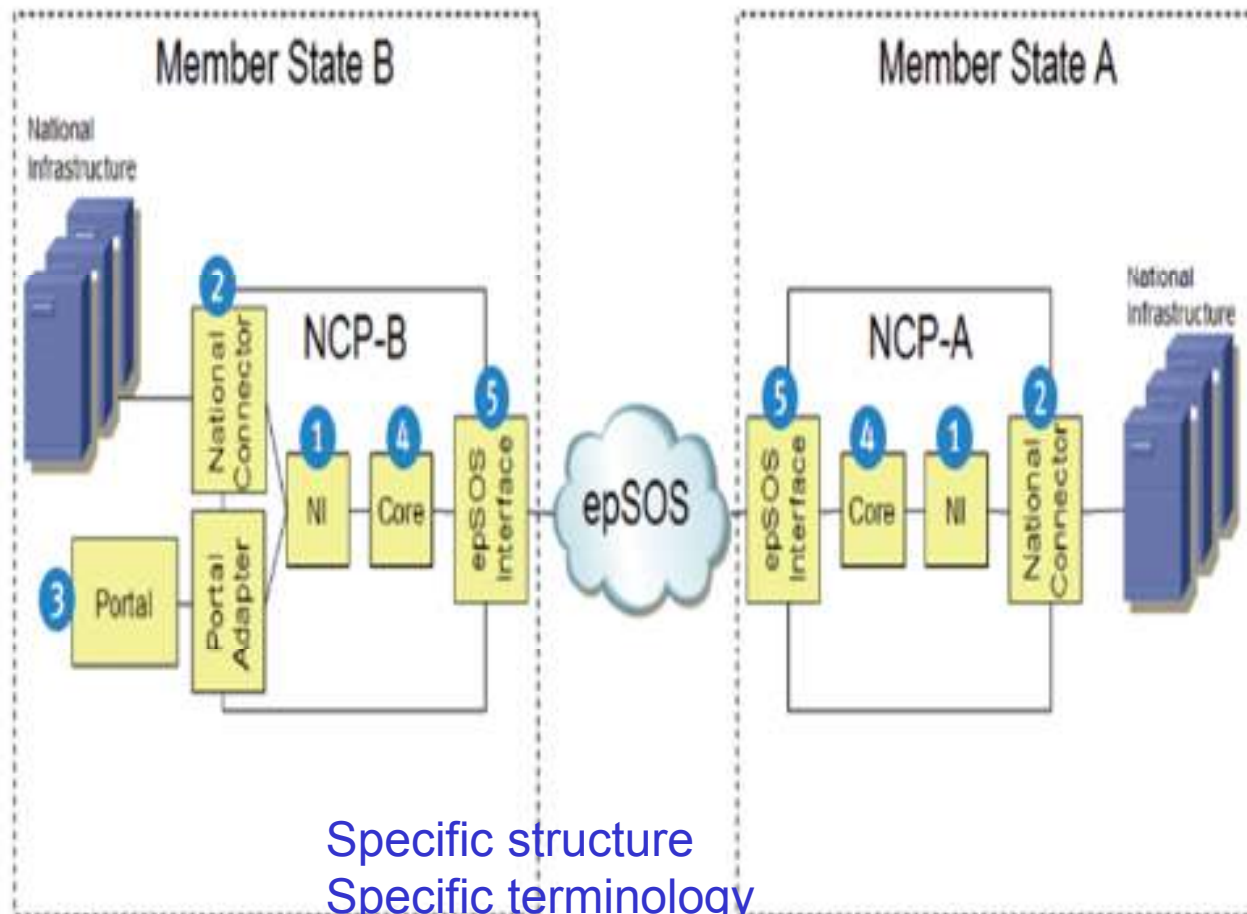 Member State B
National
Infrastructure
2
National
Connector
NCP-B
1
NI
4
Core
5
epSOS
Interface
3
Portal
Portal
Adapter
epSOS
Member State A
National
Infrastructure
NCP-A
5
epSOS
Interface
4
Core
1
NI
2
National
Connector
Specific structure
Specific terminology